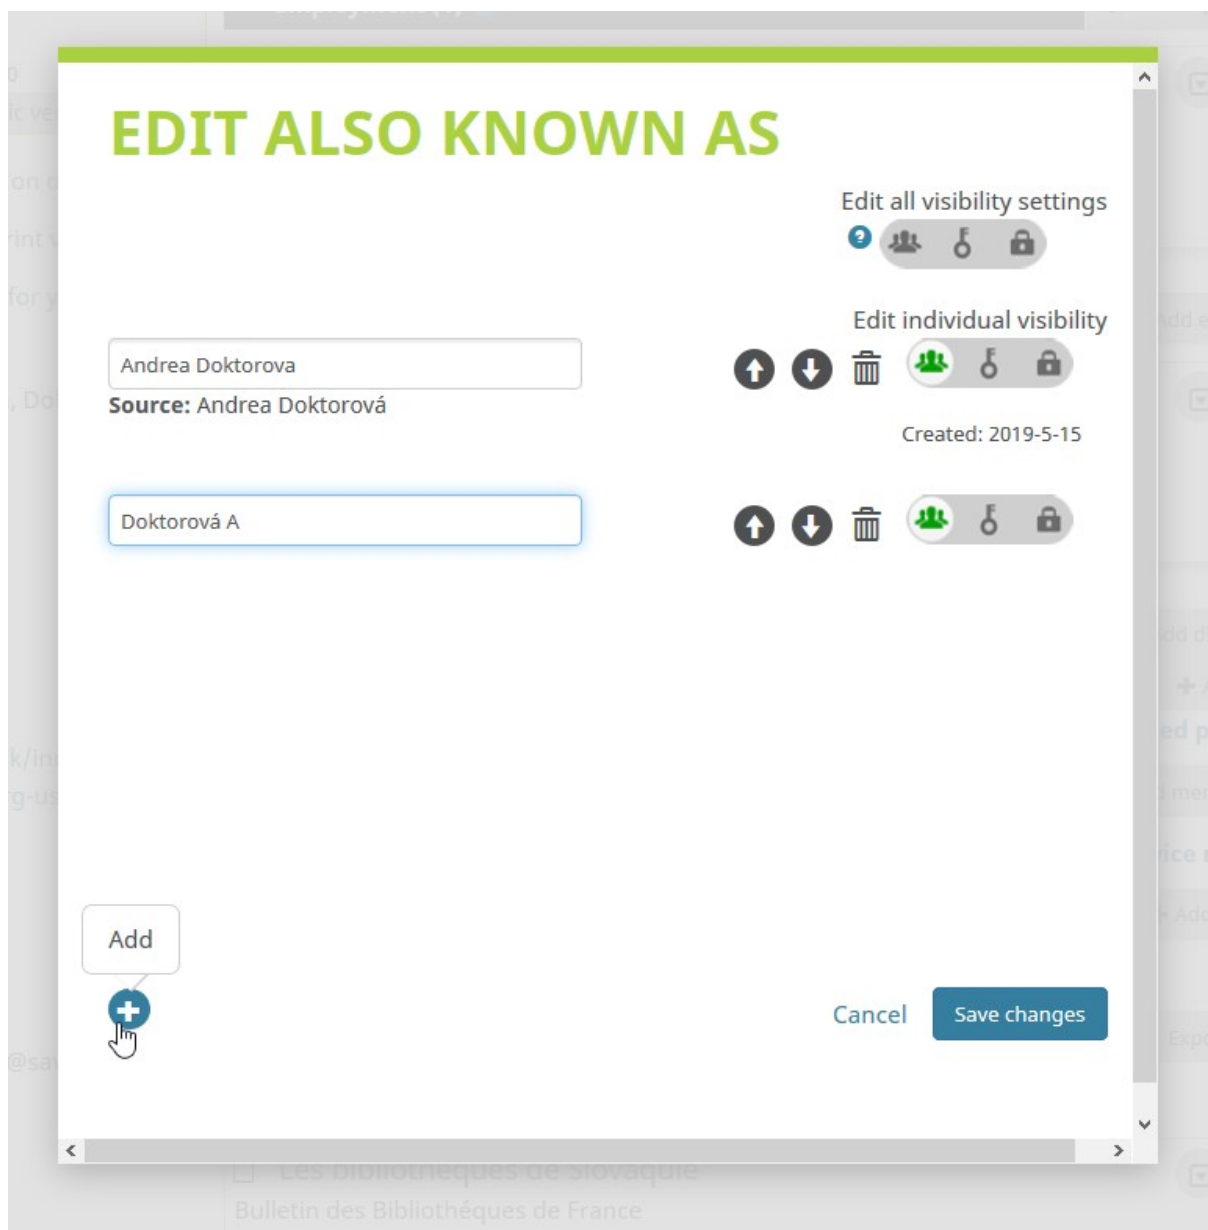 EDIT ALSO KNOWN AS
Edit all visibility settings
Edit individual visibility
Andrea Doktorova
Source: Andrea Doktorová
Created: 2019-5-15
Doktorová A
Add
Cancel
Save changes
Les bibliothèques de Slovaquie
Bulletin des Bibliothéques de France